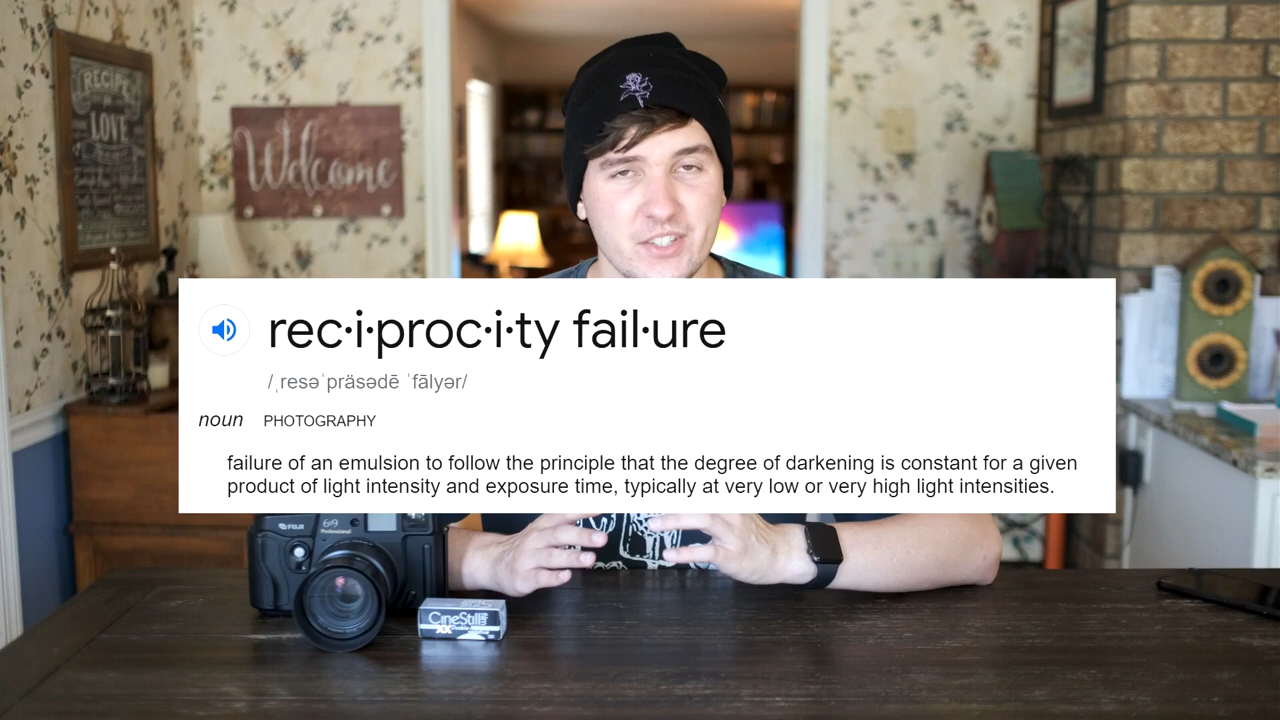 RECIPE
LOVE
Welcome
rec·i·proc·i·ty fail·ure
/ˌresəˈpräsədē ˈfālyər/
noun PHOTOGRAPHY
failure of an emulsion to follow the principle that the degree of darkening is constant for a given
product of light intensity and exposure time, typically at very low or very high light intensities.
FUJI
6x9
Professional
CineStill
XX Double-X